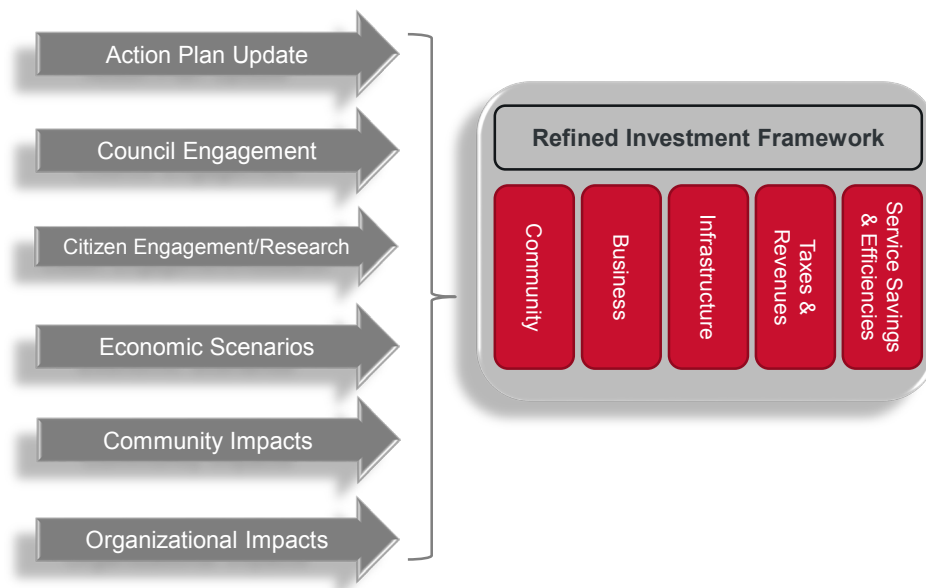 Action Plan Update
Council Engagement
Citizen Engagement/Research
Economic Scenarios
Community Impacts
Organizational Impacts
Refined Investment Framework
Community
Business
Infrastructure
Taxes &
Revenues
Service Savings
& Efficiencies